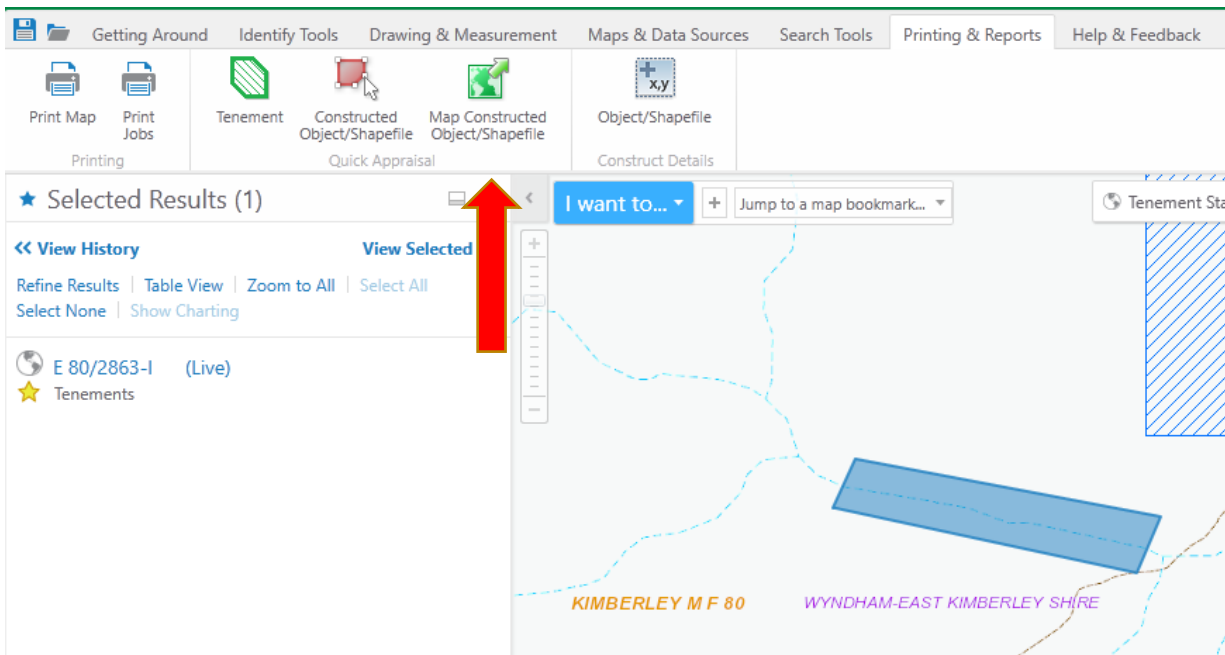 Getting Around Identify Tools Drawing & Measurement Maps & Data Sources Search Tools Printing & Reports Help & Feedback
x,y
Print Map
Print
Jobs
Tenement
Constructed
Object/Shapefile
Map Constructed
Object/Shapefile
Object/Shapefile
Printing
Quick Appraisal
Construct Details
Selected Results (1)
I want to...
Jump to a map bookmark...
Tenement Sta
View History
View Selected
Refine Results Table View Zoom to All Select All
Select None Show Charting
E 80/2863-I (Live)
Tenements
KIMBERLEY M F 80
WYNDHAM-EAST KIMBERLEY SHIRE